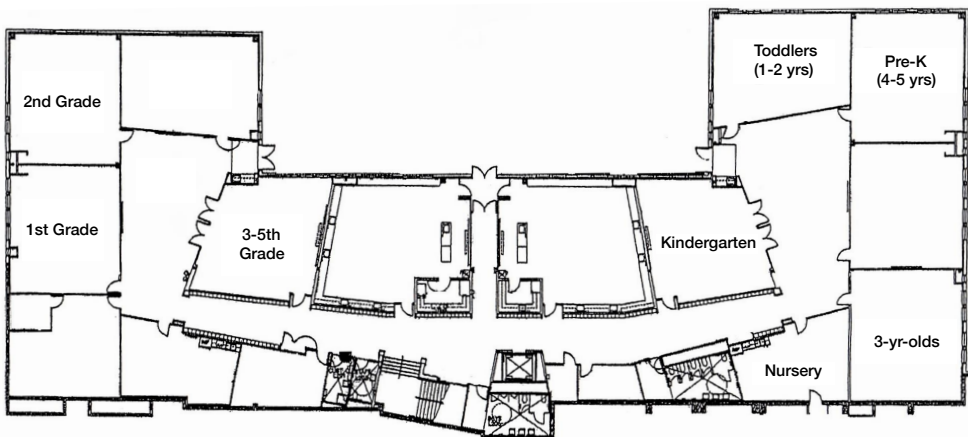 Toddlers
(1-2 yrs)
Pre-K
(4-5 yrs)
2nd Grade
1st Grade
3-5th
Grade
Kindergarten
3-yr-olds
Nursery